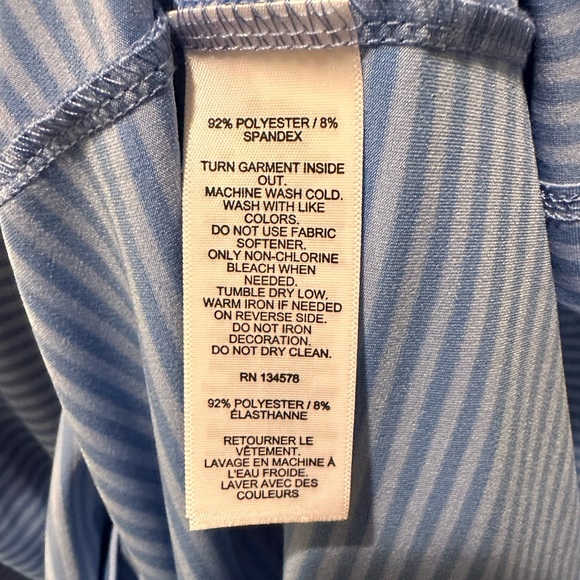 92% POLYESTER / 8%
SPANDEX
TURN GARMENT INSIDE
OUT.
MACHINE WASH COLD.
WASH WITH LIKE
COLORS.
DO NOT USE FABRIC
SOFTENER.
ONLY NON-CHLORINE
BLEACH WHEN
NEEDED.
TUMBLE DRY LOW.
WARM IRON IF NEEDED
ON REVERSE SIDE.
DO NOT IRON
DECORATION.
DO NOT DRY CLEAN.
RN 134578
92% POLYESTER / 8%
ÉLASTHANNE
RETOURNER LE
VÊTEMENT.
LAVAGE EN MACHINE À
L'EAU FROIDE.
LAVER AVEC DES
COULEURS